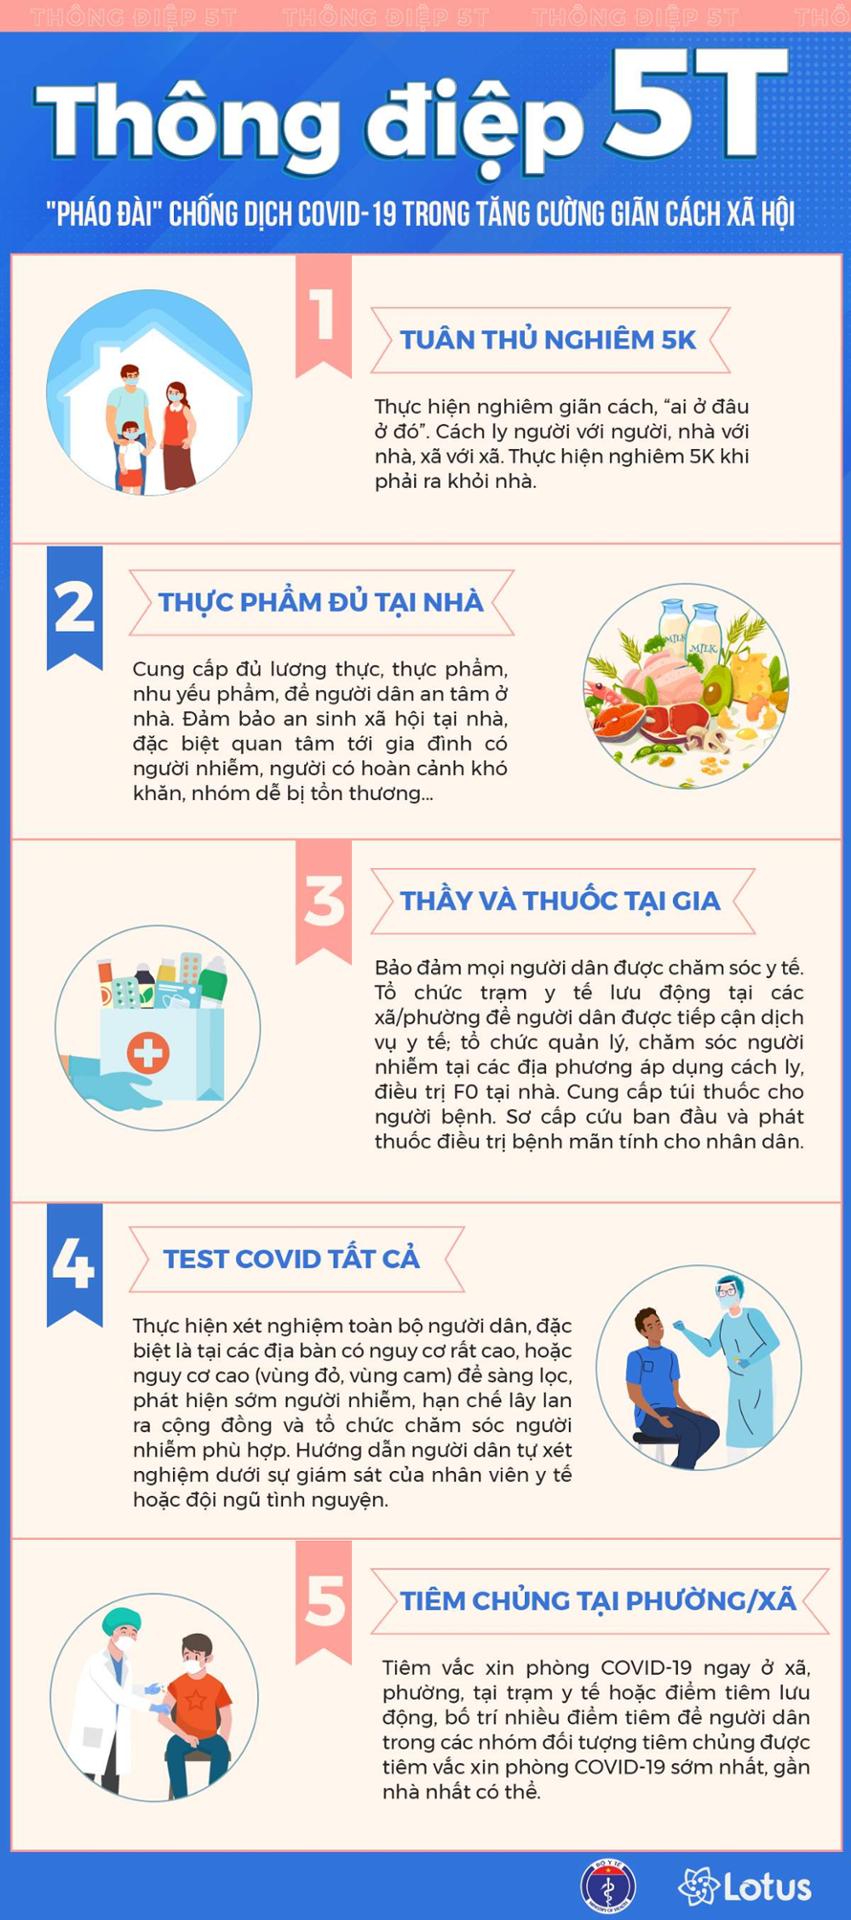 THÔNG ĐIỆP 5T THÔNG ĐIỆP 5T THÔNG ĐIỆP 5T THÔ
Thông điệp 5T
"PHÁO ĐÀI" CHỐNG DỊCH COVID-19 TRONG TĂNG CƯỜNG GIÃN CÁCH XÃ HỘI
1
TUÂN THỦ NGHIÊM 5K
Thực hiện nghiêm giãn cách, “ai ở đâu
ở đó”. Cách ly người với người, nhà với
nhà, xã với xã. Thực hiện nghiêm 5K khi
phải ra khỏi nhà.
2
THỰC PHẨM ĐỦ TẠI NHÀ
Cung cấp đủ lương thực, thực phẩm,
nhu yếu phẩm, để người dân an tâm ở
nhà. Đảm bảo an sinh xã hội tại nhà,
đặc biệt quan tâm tới gia đình có
người nhiễm, người có hoàn cảnh khó
khăn, nhóm dễ bị tổn thương...
MILK
MILK
3
THẦY VÀ THUỐC TẠI GIA
Bảo đảm mọi người dân được chăm sóc y tế.
Tổ chức trạm y tế lưu động tại các
xã/phường để người dân được tiếp cận dịch
vụ y tế; tổ chức quản lý, chăm sóc người
nhiễm tại các địa phương áp dụng cách ly,
điều trị F0 tại nhà. Cung cấp túi thuốc cho
người bệnh. Sơ cấp cứu ban đầu và phát
thuốc điều trị bệnh mãn tính cho nhân dân.
4
TEST COVID TẤT CẢ
Thực hiện xét nghiệm toàn bộ người dân, đặc
biệt là tại các địa bàn có nguy cơ rất cao, hoặc
nguy cơ cao (vùng đỏ, vùng cam) để sàng lọc,
phát hiện sớm người nhiễm, hạn chế lây lan
ra cộng đồng và tổ chức chăm sóc người
nhiễm phù hợp. Hướng dẫn người dân tự xét
nghiệm dưới sự giám sát của nhân viên y tế
hoặc đội ngũ tình nguyện.
5
TIÊM CHỦNG TẠI PHƯỜNG/XÃ
Tiêm vắc xin phòng COVID-19 ngay ở xã,
phường, tại trạm y tế hoặc điểm tiêm lưu
động, bố trí nhiều điểm tiêm để người dân
trong các nhóm đối tượng tiêm chủng được
tiêm vắc xin phòng COVID-19 sớm nhất, gần
nhà nhất có thể.
BỘ Y TẾ
MINISTRY OF HEALTH
Lotus